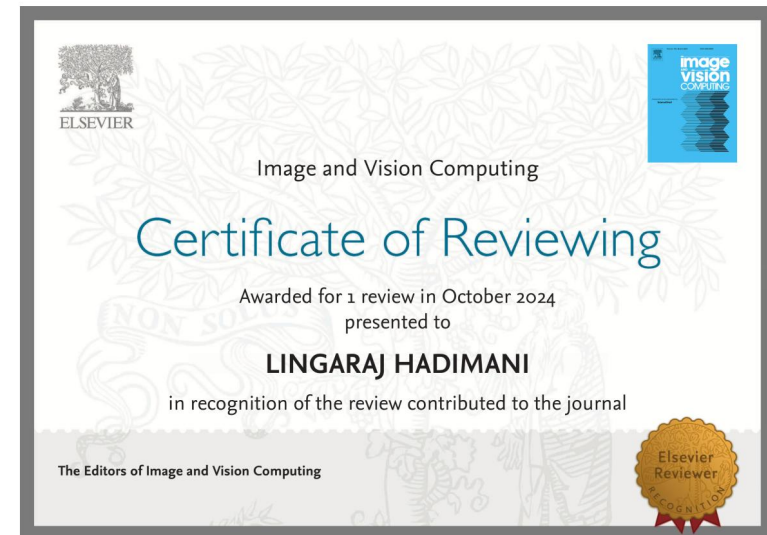 ELSEVIER
image
vision
COMPUTING
Image and Vision Computing
Certificate of Reviewing
Awarded for 1 review in October 2024
presented to
LINGARAJ HADIMANI
in recognition of the review contributed to the journal
NON SOLUS
The Editors of Image and Vision Computing
Elsevier
Reviewer
RECOGNITION